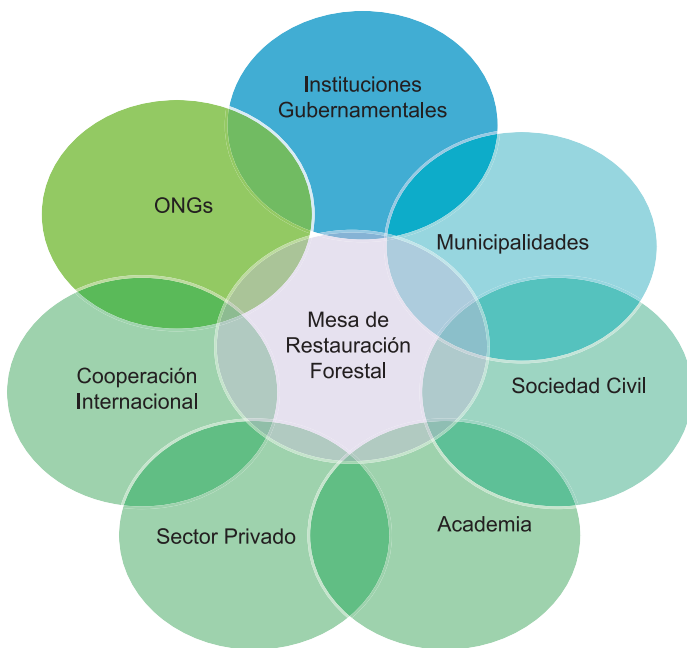 Instituciones
Gubernamentales
ONGs
Municipalidades
Mesa de
Restauración
Forestal
Cooperación
Internacional
Sociedad Civil
Sector Privado
Academia